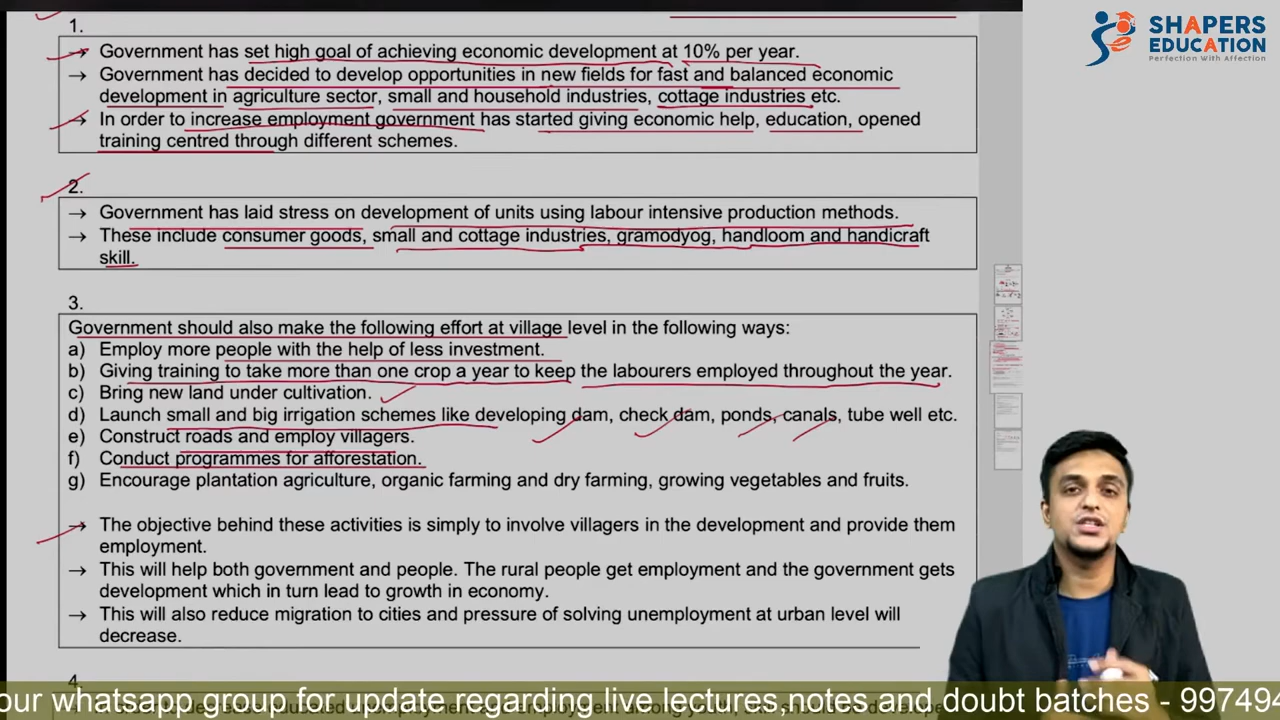 SHAPERS
EDUCATION
Perfection With Affection
1.
→ Government has set high goal of achieving economic development at 10% per year.
→ Government has decided to develop opportunities in new fields for fast and balanced economic
development in agriculture sector, small and household industries, cottage industries etc.
→ In order to increase employment government has started giving economic help, education, opened
training centred through different schemes.
2.
→ Government has laid stress on development of units using labour intensive production methods.
→ These include consumer goods, small and cottage industries, gramodyog, handloom and handicraft
skill.
3.
Government should also make the following effort at village level in the following ways:
a) Employ more people with the help of less investment.
b) Giving training to take more than one crop a year to keep the labourers employed throughout the year.
c) Bring new land under cultivation.
d) Launch small and big irritation schemes like developing dam, check dam, ponds, canals, tube well etc.
e) Construct roads and employ villagers.
f) Conduct programmes for afforestation.
g) Encourage plantation agriculture, organic farming and dry farming, growing vegetables and fruits.
→ The objective behind these activities is simply to involve villagers in the development and provide them
employment.
→ This will help both government and people. The rural people get employment and the government gets
development which in turn lead to growth in economy.
→ This will also reduce migration to cities and pressure of solving unemployment at urban level will
decrease.
4.
our whatsapp group for update regarding live lectures,notes and doubt batches - 997494